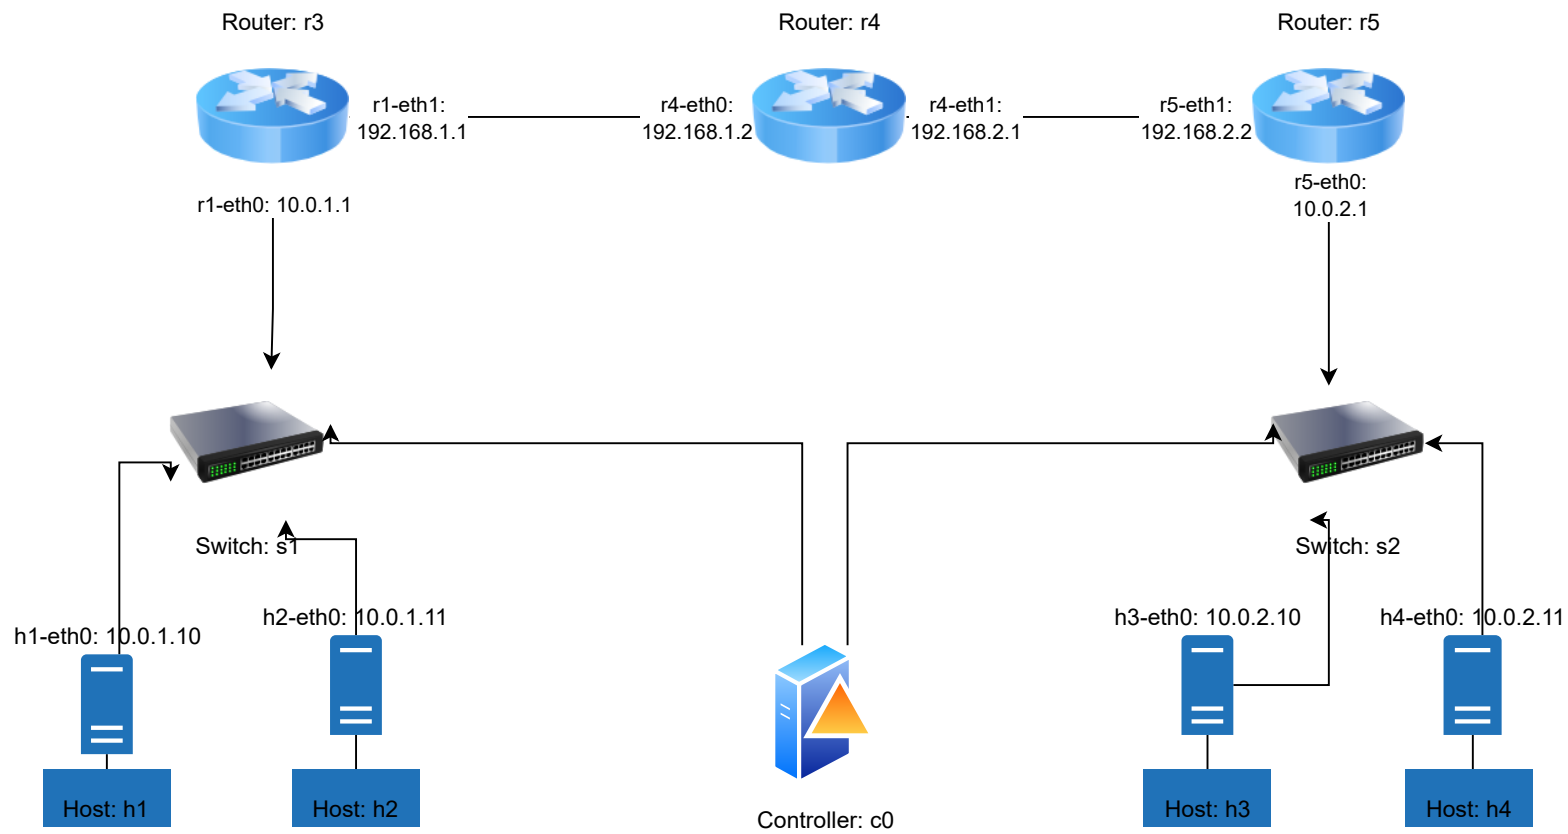 Router: r3
Router: r4
Router: r5
r1-eth1:
192.168.1.1
r4-eth0:
192.168.1.2
r4-eth1:
192.168.2.1
r5-eth1:
192.168.2.2
r1-eth0: 10.0.1.1
r5-eth0:
10.0.2.1
Switch: s1
Switch: s2
h1-eth0: 10.0.1.10
h2-eth0: 10.0.1.11
h3-eth0: 10.0.2.10
h4-eth0: 10.0.2.11
Host: h1
Host: h2
Controller: c0
Host: h3
Host: h4